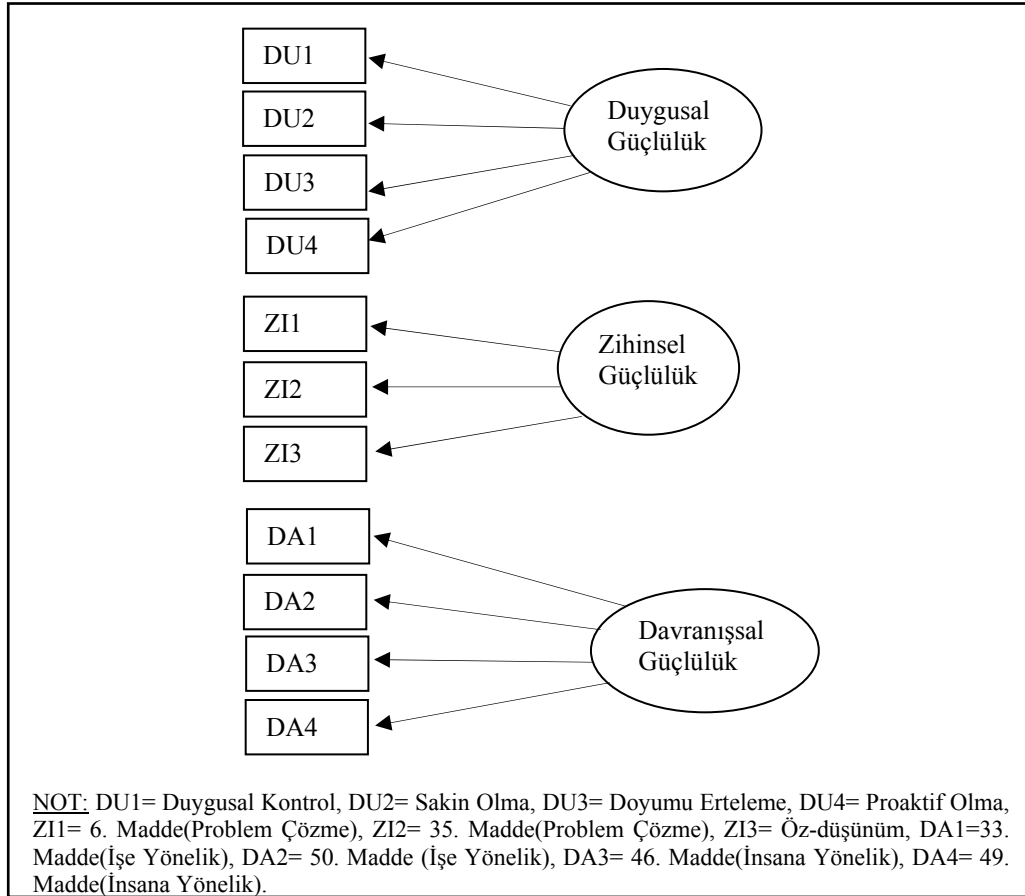 DU1
DU2
DU3
DU4
Duygusal
Güçlülük
ZI1
ZI2
ZI3
Zihinsel
Güçlülük
DA1
DA2
DA3
DA4
Davranışsal
Güçlülük
NOT: DU1= Duygusal Kontrol, DU2= Sakin Olma, DU3= Doyumu Erteleme, DU4= Proaktif Olma,
ZI1= 6. Madde(Problem Çözme), ZI2= 35. Madde(Problem Çözme), ZI3= Öz-düşünüm, DA1=33.
Madde(İşe Yönelik), DA2= 50. Madde (İşe Yönelik), DA3= 46. Madde(İnsana Yönelik), DA4= 49.
Madde(İnsana Yönelik).